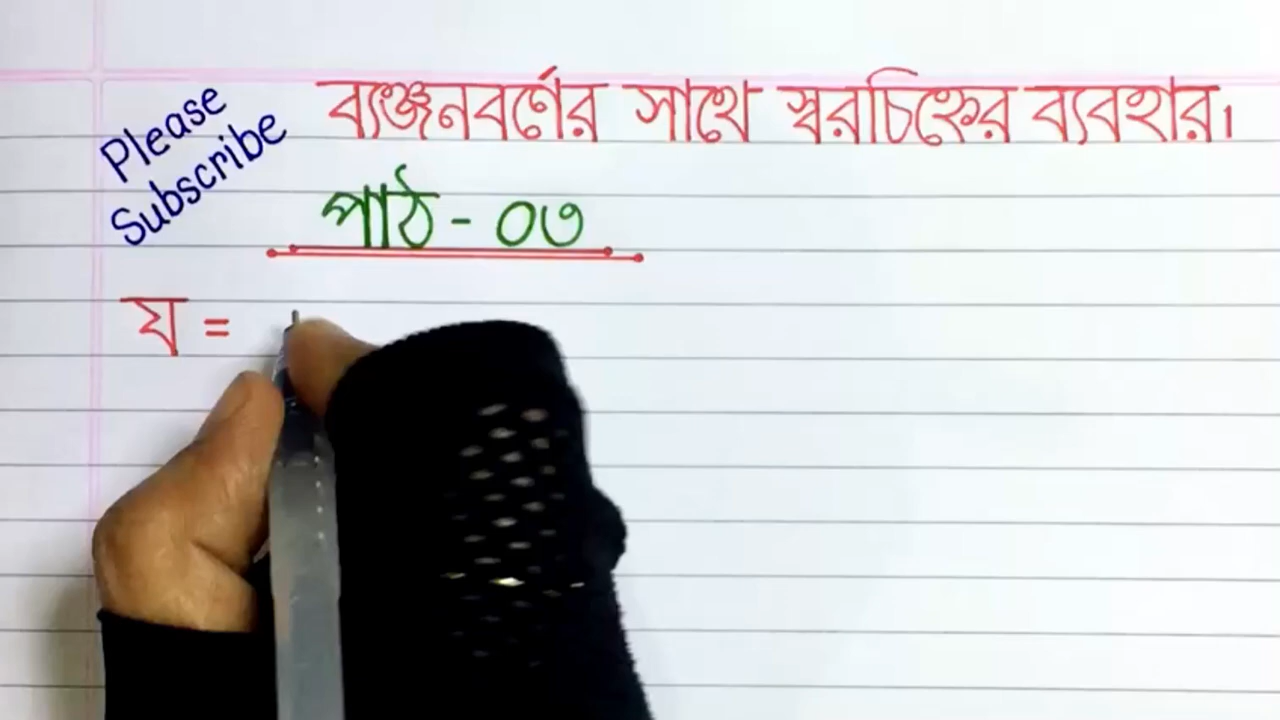 Please
Subscribe
ব্যঞ্জনবর্ণের সাথে স্বরচিহ্নের ব্যবহার।
পাঠ - ০৩
য =